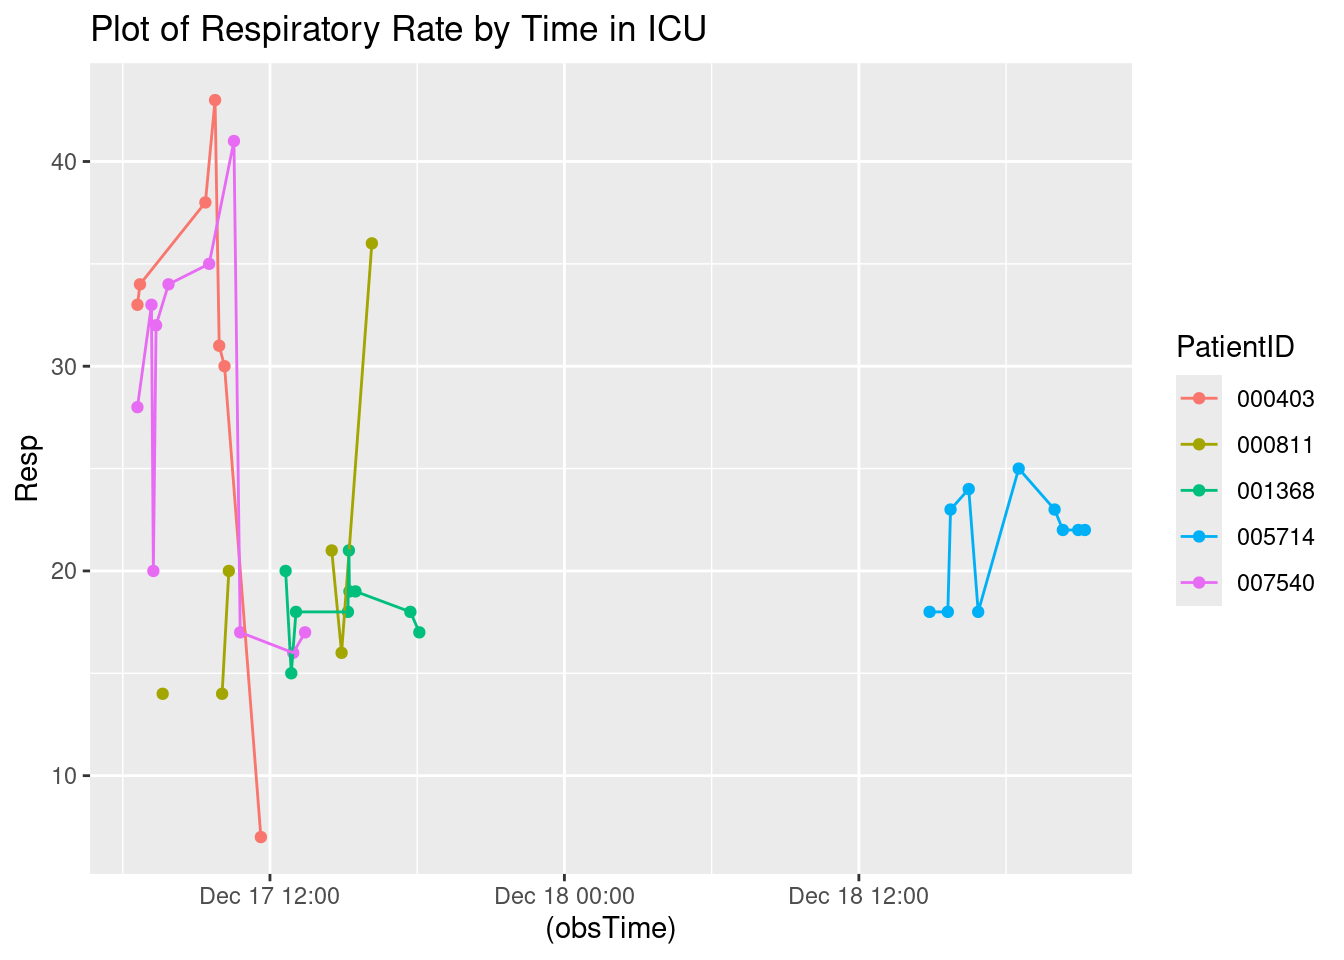 Plot of Respiratory Rate by Time in ICU
40
30
20
10
Resp
Dec 17 12:00
Dec 18 00:00
Dec 18 12:00
(obsTime)
PatientID
000403
000811
001368
005714
007540